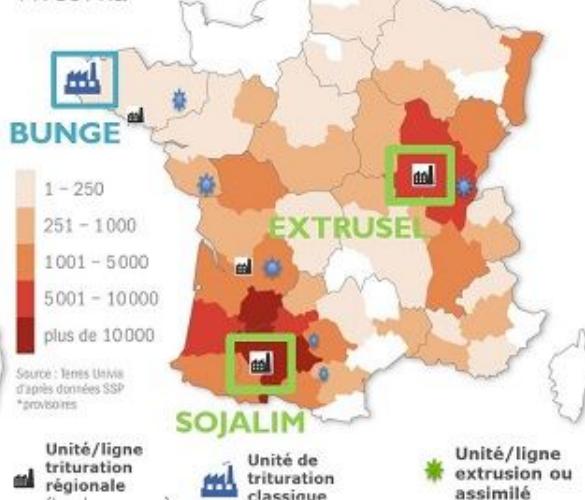 BUNGE
1 – 250
251 – 1000
1001 – 5000
5001 – 10000
plus de 10000
EXTRUSEL
Source : Terres Univia
d'après données SSP
*provisoires
SOJALIM
Unité/ligne
trituration
régionale
Unité de
trituration
classique
Unité/ligne
extrusion ou
assimilé